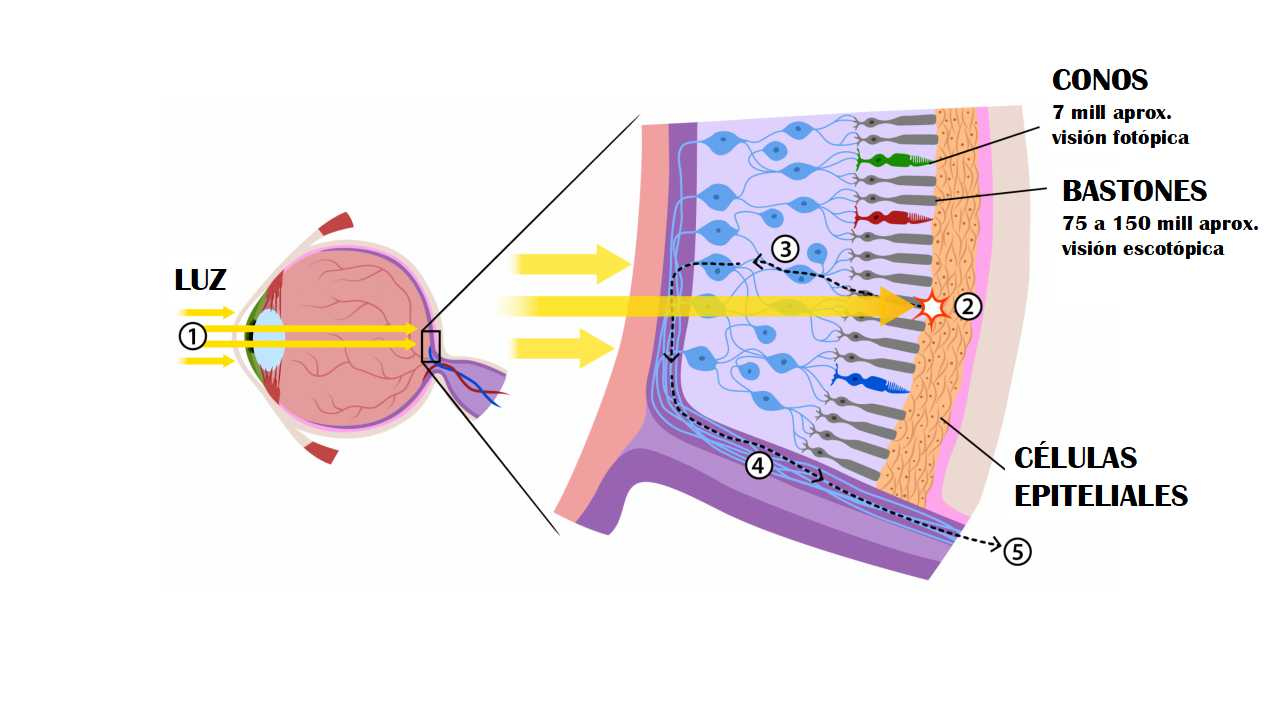 CONOS
7 mill aprox.
visión fotópica
BASTONES
75 a 150 mill aprox.
visión escotópica
LUZ
1
2
3
4
5
CÉLULAS
EPITELIALES